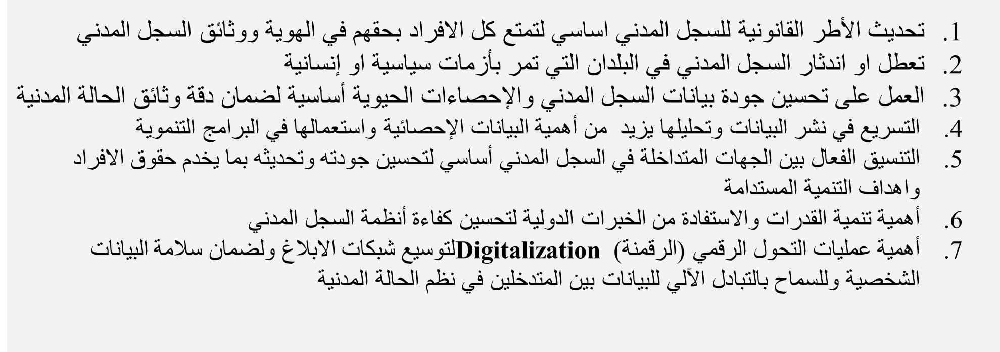 1. تحديث الأطر القانونية للسجل المدني اساسي لتمتع كل الافراد بحقهم في الهوية ووثائق السجل المدني
2. تعطل او اندثار السجل المدني في البلدان التي تمر بأزمات سياسية او إنسانية
3. العمل على تحسين جودة بيانات السجل المدني والإحصاءات الحيوية أساسية لضمان دقة وثائق الحالة المدنية
4. التسريع في نشر البيانات وتحليلها يزيد من أهمية البيانات الإحصائية واستعمالها في البرامج التنموية
5. التنسيق الفعال بين الجهات المتداخلة في السجل المدني أساسي لتحسين جودته وتحديثه بما يخدم حقوق الافراد
واهداف التنمية المستدامة
6. أهمية تنمية القدرات والاستفادة من الخبرات الدولية لتحسين كفاءة أنظمة السجل المدني
7. أهمية عمليات التحول الرقمي (الرقمنة) Digitalizationلتوسيع شبكات الابلاغ ولضمان سلامة البيانات
الشخصية وللسماح بالتبادل الآلي للبيانات بين المتدخلين في نظم الحالة المدنية